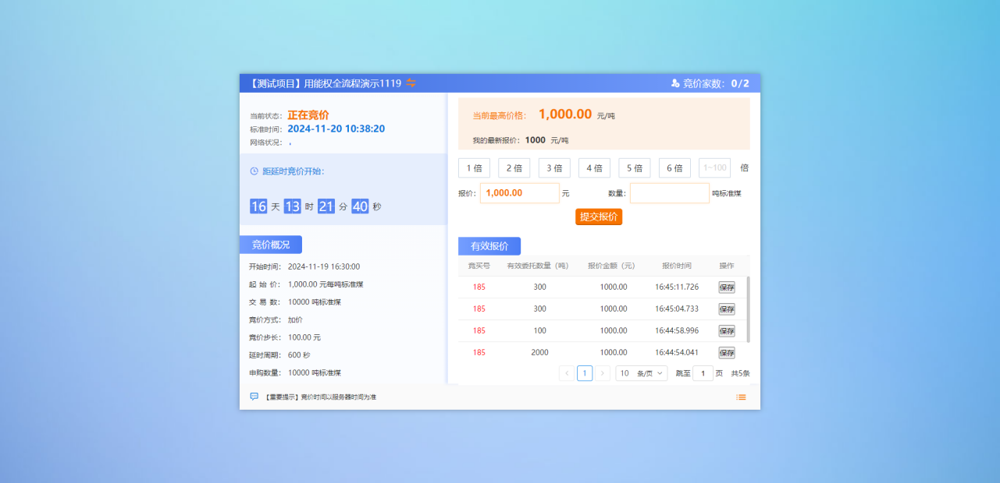 【测试项目】用能权全流程演示1119
竞价家数: 0/2
当前状态: 正在竞价
标准时间: 2024-11-20 10:38:20
网络状况: ,
距延时竞价开始:
16 天 13 时 21 分 40 秒
竞价概况
开始时间: 2024-11-19 16:30:00
起 始 价: 1,000.00 元每吨标准煤
交 易 数: 10000 吨标准煤
竞价方式: 加价
竞价步长: 100.00 元
延时周期: 600 秒
申购数量: 10000 吨标准煤
当前最高价格: 1,000.00 元/吨
我的最新报价: 1000 元/吨
1 倍 2 倍 3 倍 4 倍 5 倍 6 倍 1~100 倍
报价: 1,000.00 元 数量: 吨标准煤
提交报价
有效报价
竞买号 有效委托数量（吨） 报价金额（元） 报价时间 操作
185 300 1000.00 16:45:11.726 保存
185 300 1000.00 16:45:04.733 保存
185 100 1000.00 16:44:58.996 保存
185 2000 1000.00 16:44:54.041 保存
< 1 > 10 条/页 跳至 1 页 共5条
【重要提示】竞价时间以服务器时间为准